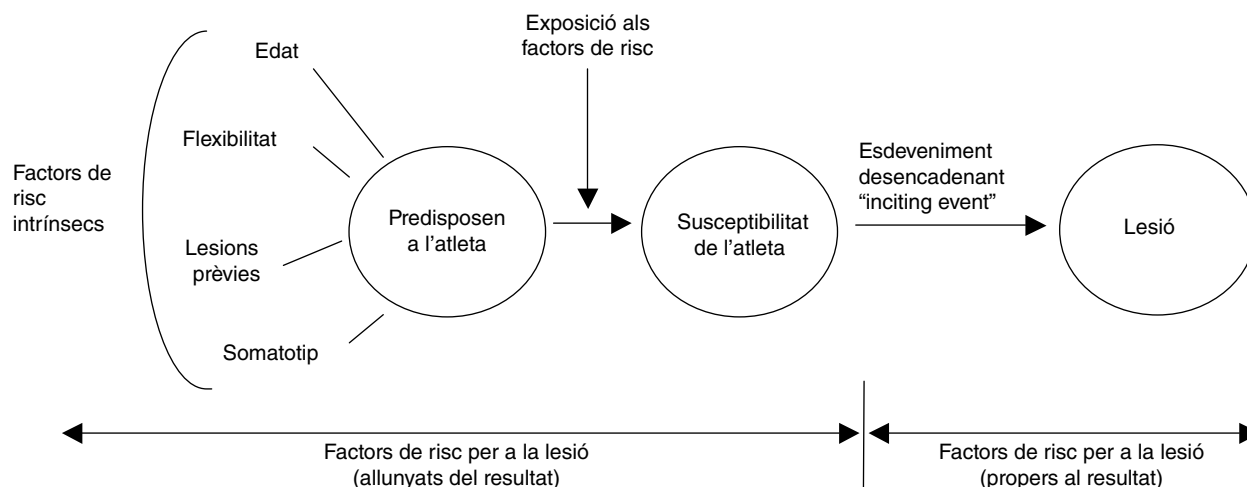 Factors de
risc
intrínsecs
Edat
Flexibilitat
Lesions
prèvies
Somatotip
Predisposen
a l’atleta
Exposició als
factors de risc
Susceptibilitat
de l’atleta
Esdeveniment
desencadenant
“inciting event”
Lesió
Factors de risc per a la lesió
(allunyats del resultat)
Factors de risc per a la lesió
(propers al resultat)